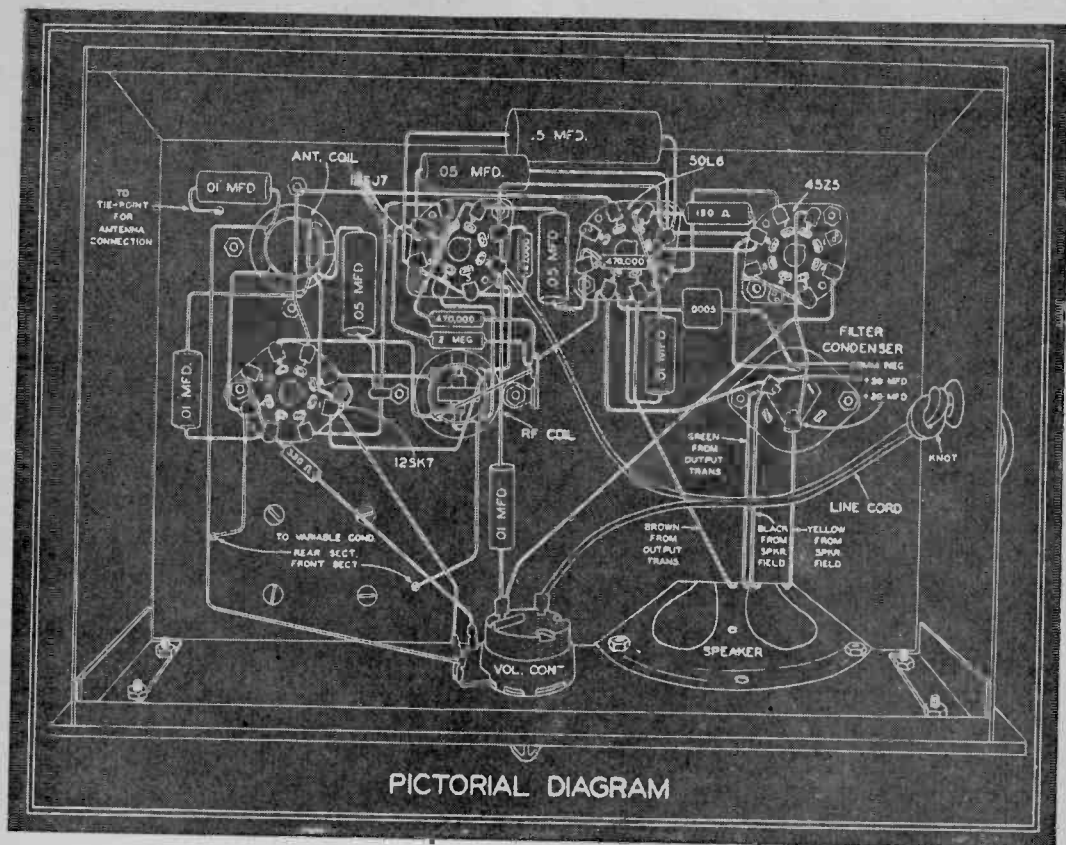 .5 MFD.
ANT. COIL
.05 MFD.
50L6
45Z5
.01 MFD
TO
TIE-POINT
FOR
ANTENNA
CONNECTION
150 Ω
.05 MFD
.05 MFD
470,000
.0005
470,000
2 MEG
FILTER
CONDENSER
.01 MFD
.01 MFD.
NEG
+30 MFD
RF COIL
12SK7
GREEN
FROM
OUTPUT
TRANS
KNOT
LINE CORD
.01 MFD
TO VARIABLE COND.
REAR SECT.
FRONT SECT
BROWN
FROM
OUTPUT
TRANS.
BLACK
FROM
SPKR.
FIELD
YELLOW
FROM
SPKR.
FIELD
SPEAKER
VOL. CONT.
PICTORIAL DIAGRAM